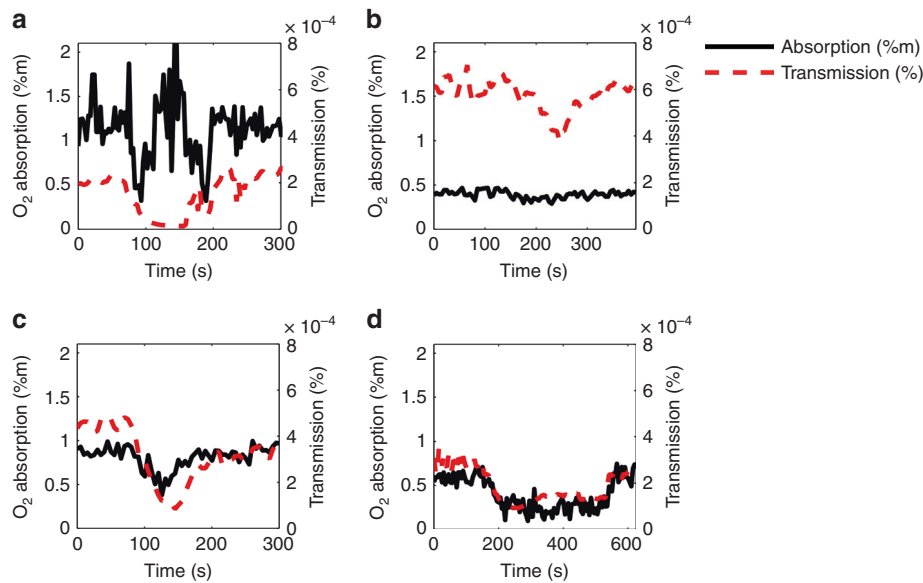 a
b
× 10⁻⁴
× 10⁻⁴
Absorption (%m)
Transmission (%)
O₂ absorption (%m)
2
1.5
1
0.5
0
8
6
4
2
0
Transmission (%)
0 100 200 300
Time (s)
O₂ absorption (%m)
2
1.5
1
0.5
0
8
6
4
2
0
Transmission (%)
0 100 200 300
Time (s)
c
d
× 10⁻⁴
× 10⁻⁴
O₂ absorption (%m)
2
1.5
1
0.5
0
8
6
4
2
0
Transmission (%)
0 100 200 300
Time (s)
O₂ absorption (%m)
2
1.5
1
0.5
0
8
6
4
2
0
Transmission (%)
0 200 400 600
Time (s)